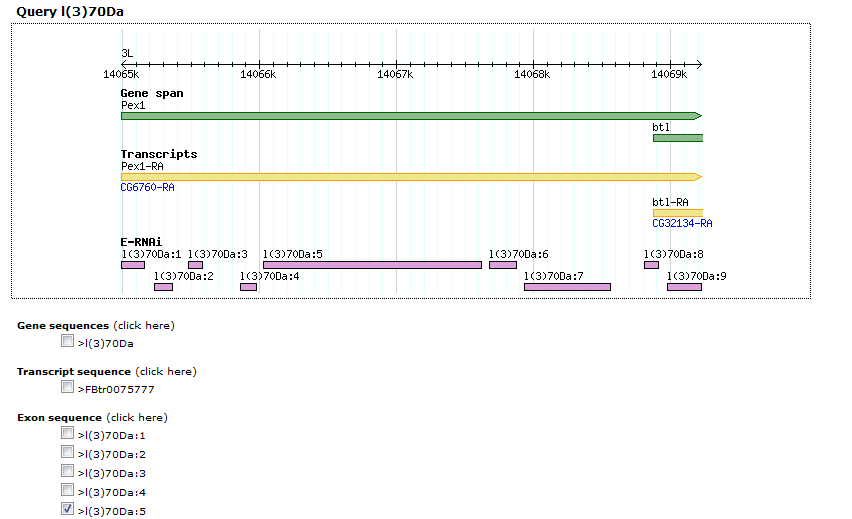 Query l(3)70Da
3L
14065k 14066k 14067k 14068k 14069k
Gene span
Pex1
btl
Transcripts
Pex1-RA
CG6760-RA
btl-RA
CG32134-RA
E-RNAi
l(3)70Da:1 l(3)70Da:3 l(3)70Da:5 l(3)70Da:6 l(3)70Da:8
l(3)70Da:2 l(3)70Da:4 l(3)70Da:7 l(3)70Da:9
Gene sequences (click here)
>l(3)70Da
Transcript sequence (click here)
>FBtr0075777
Exon sequence (click here)
>l(3)70Da:1
>l(3)70Da:2
>l(3)70Da:3
>l(3)70Da:4
>l(3)70Da:5